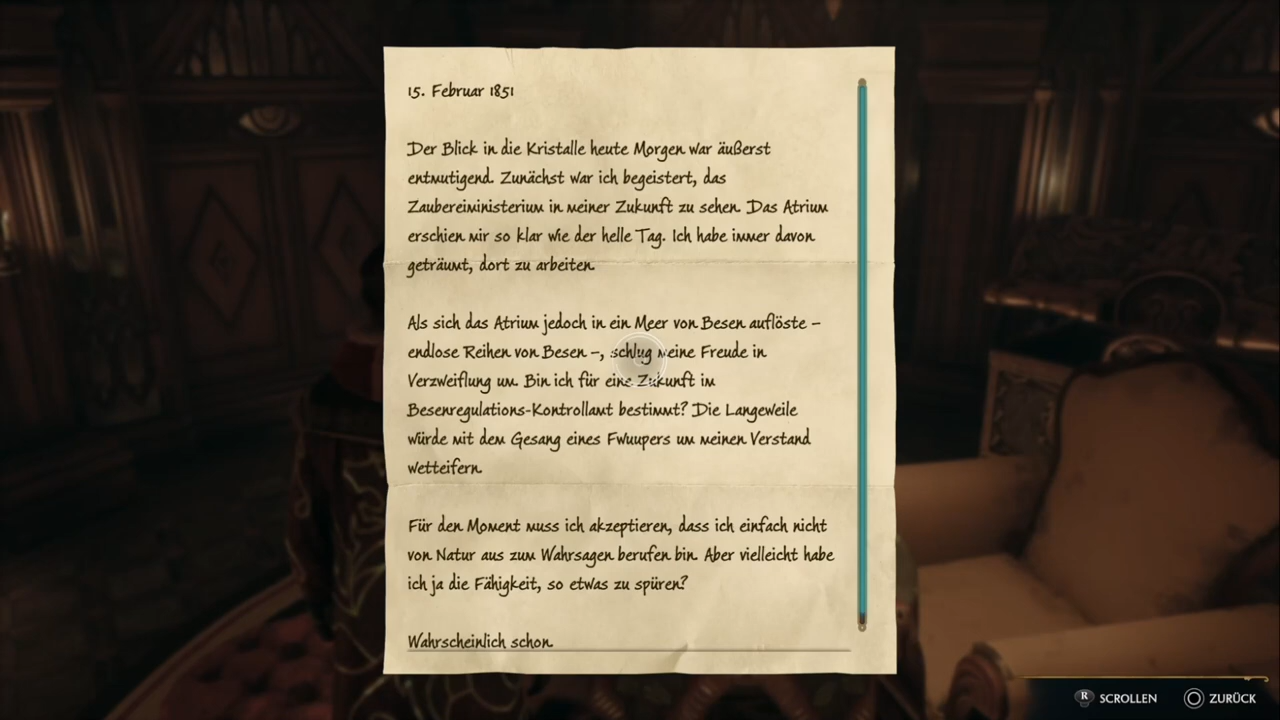 15. Februar 1851
Der Blick in die Kristalle heute Morgen war äußerst
entmutigend. Zunächst war ich begeistert, das
Zaubereiministerium in meiner Zukunft zu sehen. Das Atrium
erschien mir so klar wie der helle Tag. Ich habe immer davon
geträumt, dort zu arbeiten.
Als sich das Atrium jedoch in ein Meer von Besen auflöste –
endlose Reihen von Besen –, schlug meine Freude in
Verzweiflung um. Bin ich für eine Zukunft im
Besenregulations-Kontrollamt bestimmt? Die Langeweile
würde mit dem Gesang eines Fwuupers um meinen Verstand
wetteifern.
Für den Moment muss ich akzeptieren, dass ich einfach nicht
von Natur aus zum Wahrsagen berufen bin. Aber vielleicht habe
ich ja die Fähigkeit, so etwas zu spüren?
Wahrscheinlich schon.
R SCROLLEN ZURÜCK